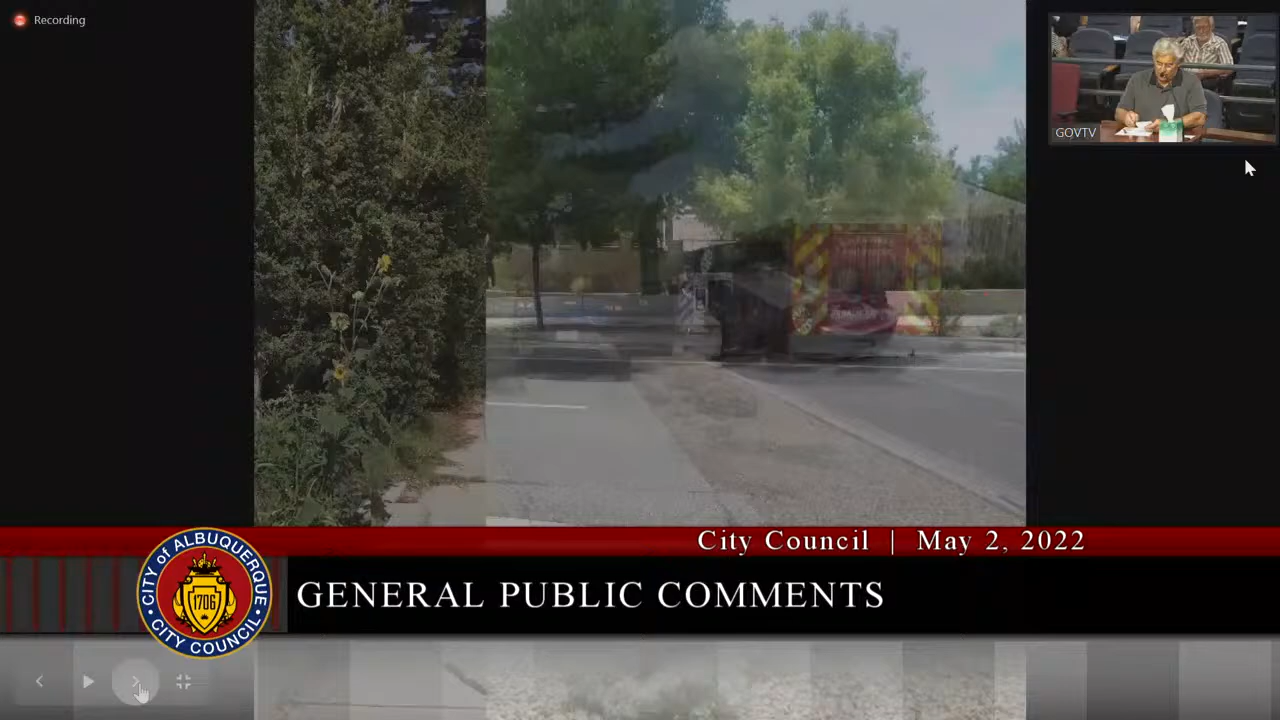 Recording
GOVTV
City Council | May 2, 2022
CITY of ALBUQUERQUE
1706
CITY COUNCIL
GENERAL PUBLIC COMMENTS